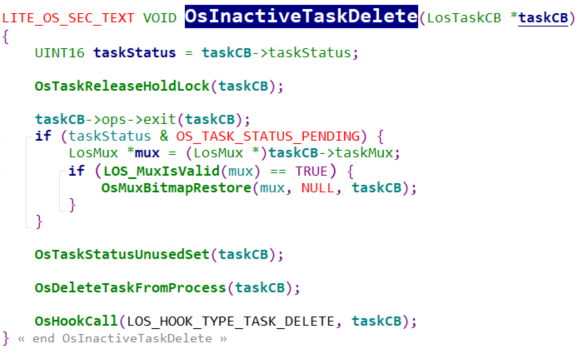 LITE_OS_SEC_TEXT VOID OsInactiveTaskDelete(LosTaskCB *taskCB)
{
UINT16 taskStatus = taskCB->taskStatus;
OsTaskReleaseHoldLock(taskCB);
taskCB->ops->exit(taskCB);
if (taskStatus & OS_TASK_STATUS_PENDING) {
LosMux *mux = (LosMux *)taskCB->taskMux;
if (LOS_MuxIsValid(mux) == TRUE) {
OsMuxBitmapRestore(mux, NULL, taskCB);
}
}
OsTaskStatusUnusedSet(taskCB);
OsDeleteTaskFromProcess(taskCB);
OsHookCall(LOS_HOOK_TYPE_TASK_DELETE, taskCB);
} « end OsInactiveTaskDelete »